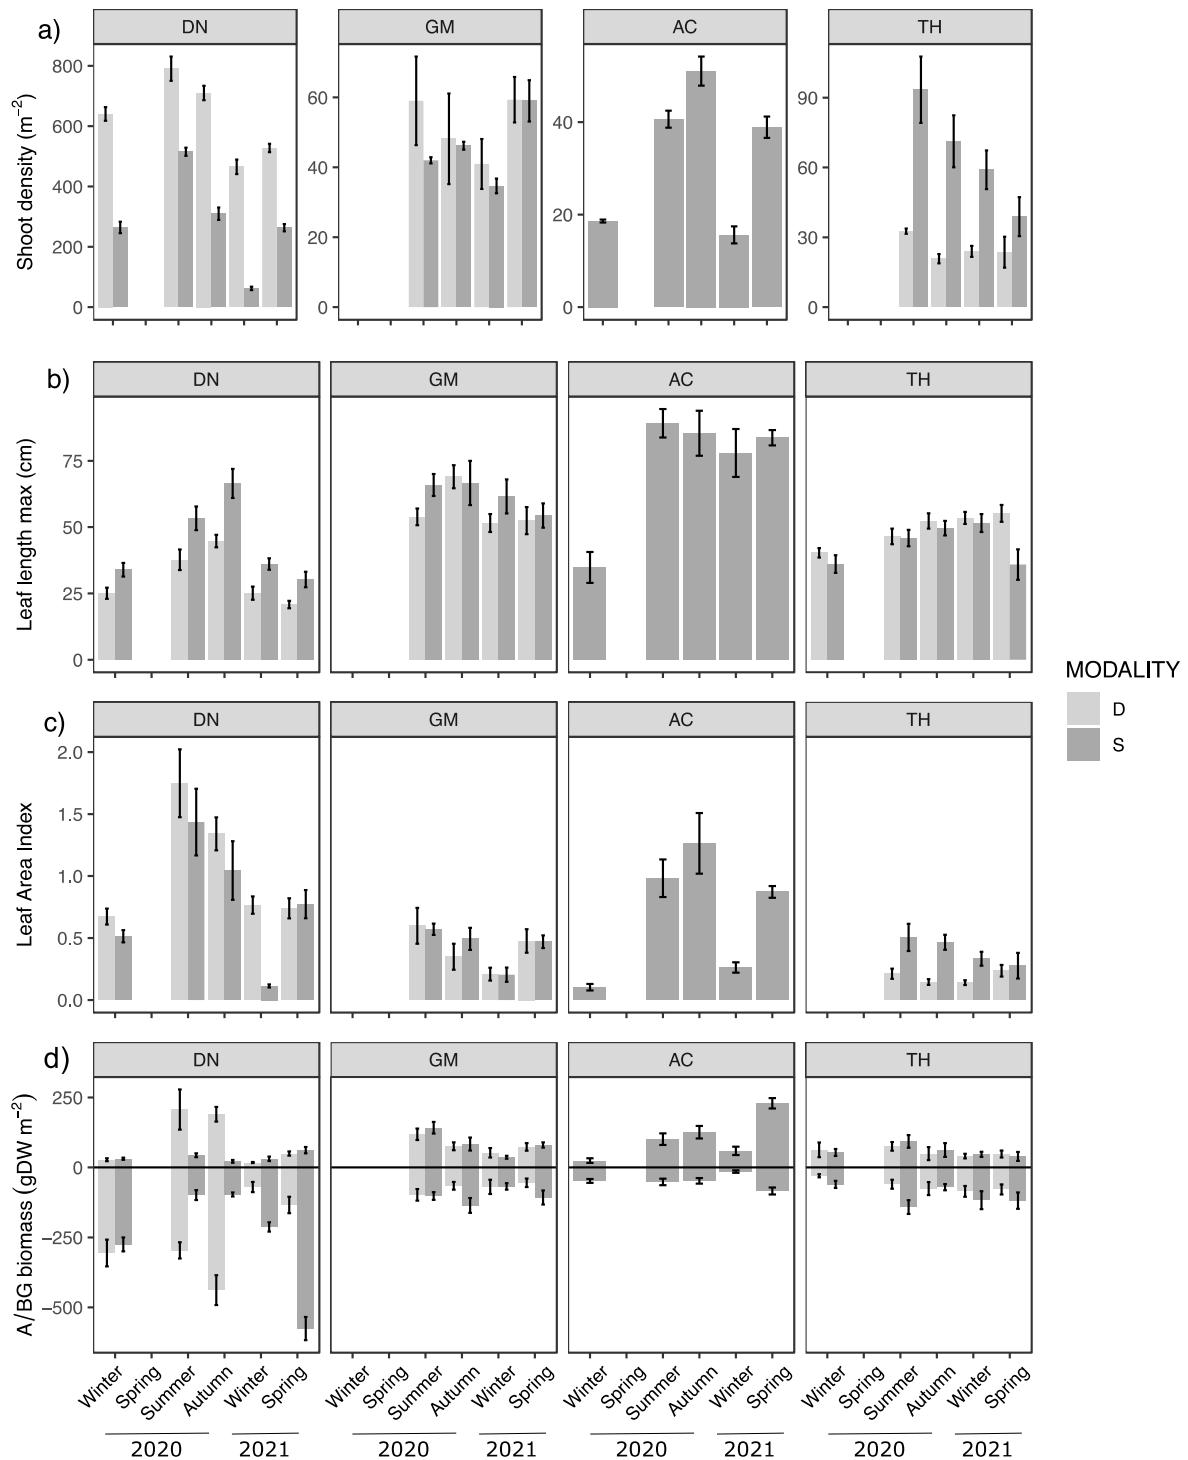 a)
DN GM AC TH
Shoot density (m⁻²)
800
600
400
200
0
60
40
20
0
40
20
0
90
60
30
0
b)
DN GM AC TH
Leaf length max (cm)
75
50
25
0
MODALITY
D
S
c)
DN GM AC TH
Leaf Area Index
2.0
1.5
1.0
0.5
0.0
d)
DN GM AC TH
A/BG biomass (gDW m⁻²)
250
0
−250
−500
Winter Spring Summer Autumn Winter Spring Winter Spring Summer Autumn Winter Spring Winter Spring Summer Autumn Winter Spring Winter Spring Summer Autumn Winter Spring
2020 2021 2020 2021 2020 2021 2020 2021